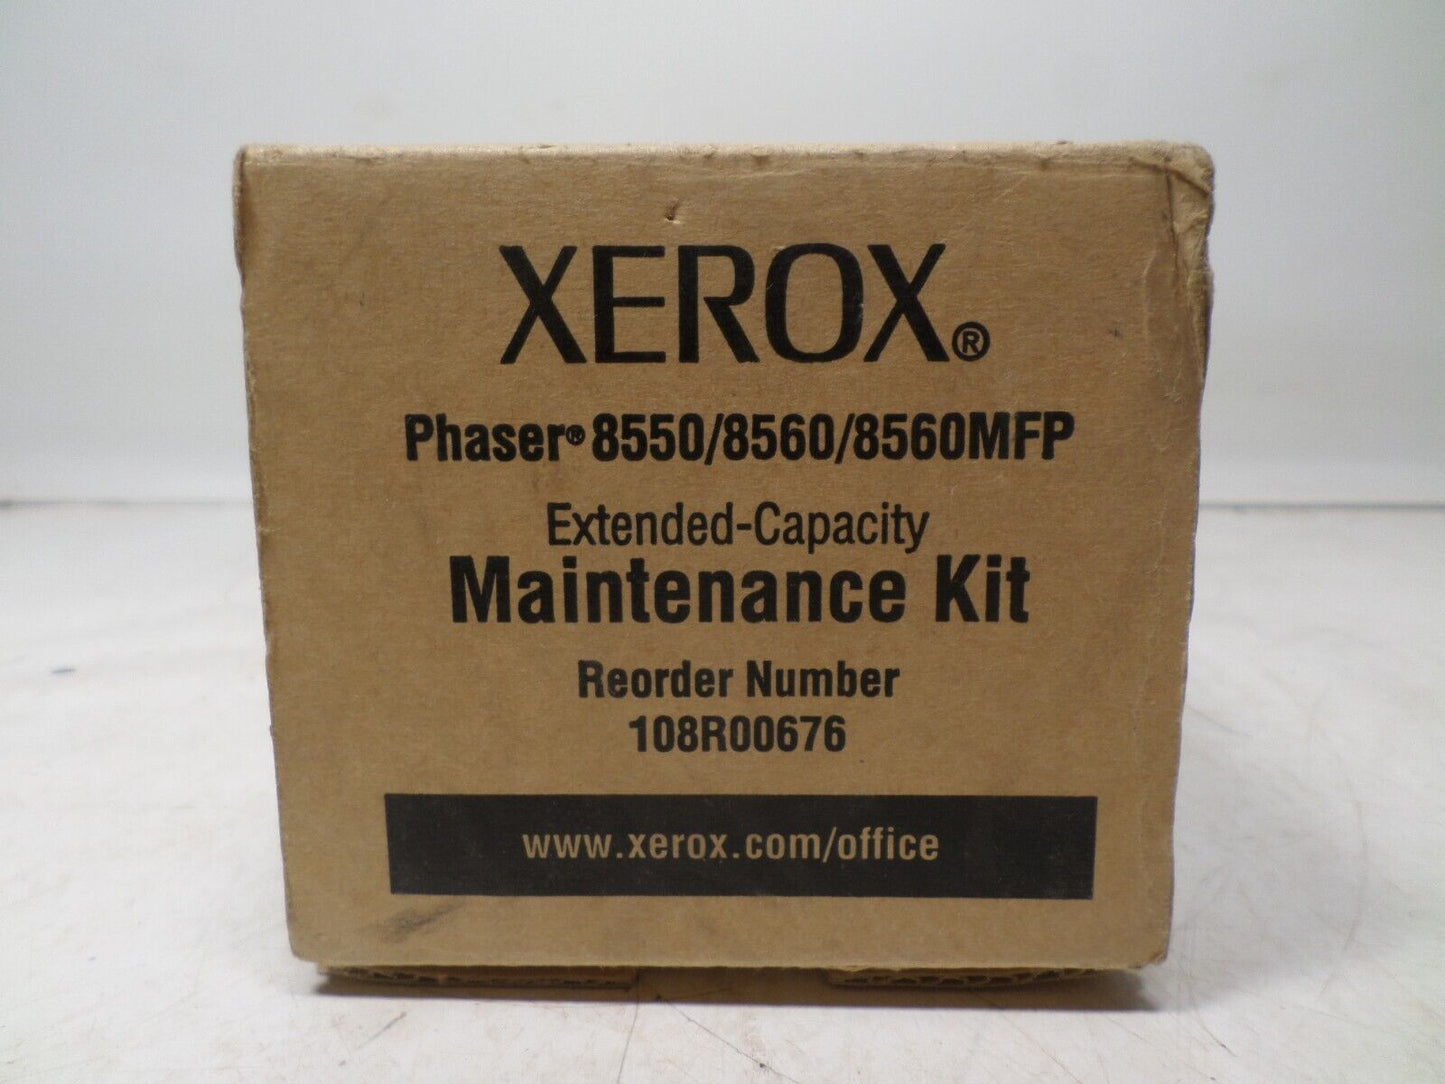 XEROX®
Phaser® 8550/8560/8560MFP
Extended-Capacity
Maintenance Kit
Reorder Number
108R00676
www.xerox.com/office